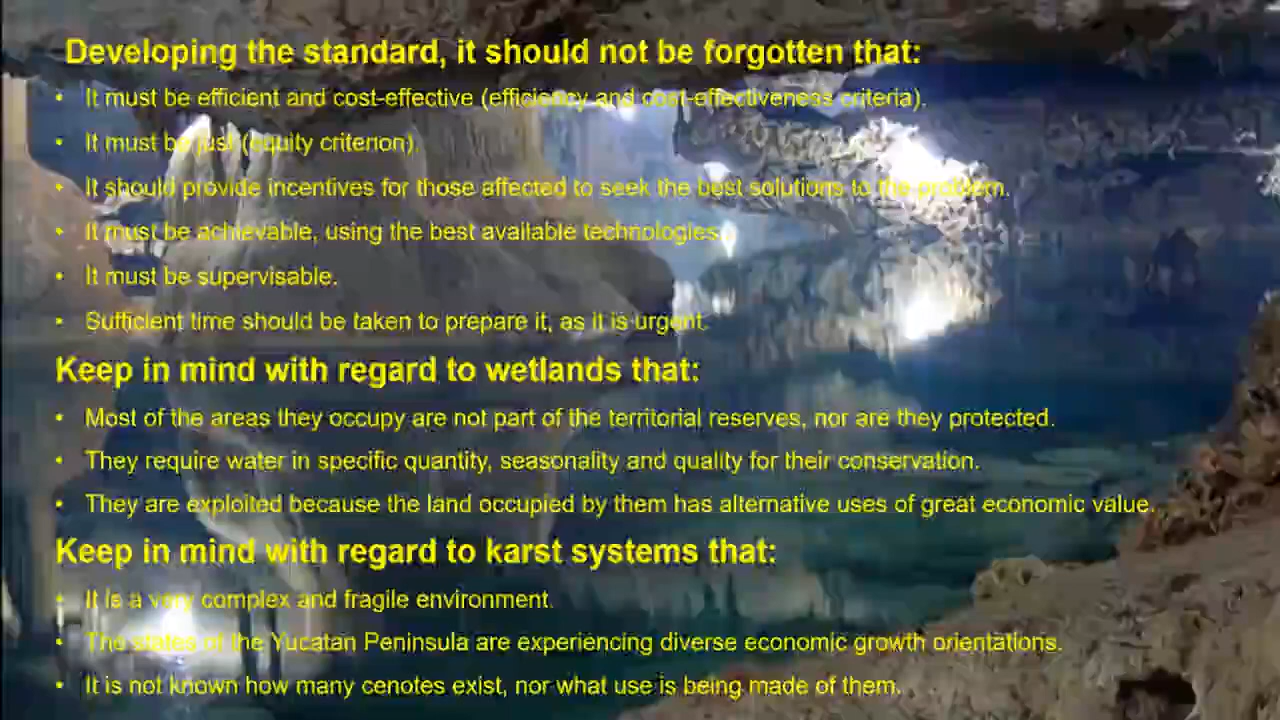 Developing the standard, it should not be forgotten that:
• It must be efficient and cost-effective (efficiency and cost-effectiveness criteria).
• It must be just (equity criterion).
• It should provide incentives for those affected to seek the best solutions to the problem.
• It must be achievable, using the best available technologies.
• It must be supervisable.
• Sufficient time should be taken to prepare it, as it is urgent.
Keep in mind with regard to wetlands that:
• Most of the areas they occupy are not part of the territorial reserves, nor are they protected.
• They require water in specific quantity, seasonality and quality for their conservation.
• They are exploited because the land occupied by them has alternative uses of great economic value.
Keep in mind with regard to karst systems that:
• It is a very complex and fragile environment.
• The states of the Yucatan Peninsula are experiencing diverse economic growth orientations.
• It is not known how many cenotes exist, nor what use is being made of them.